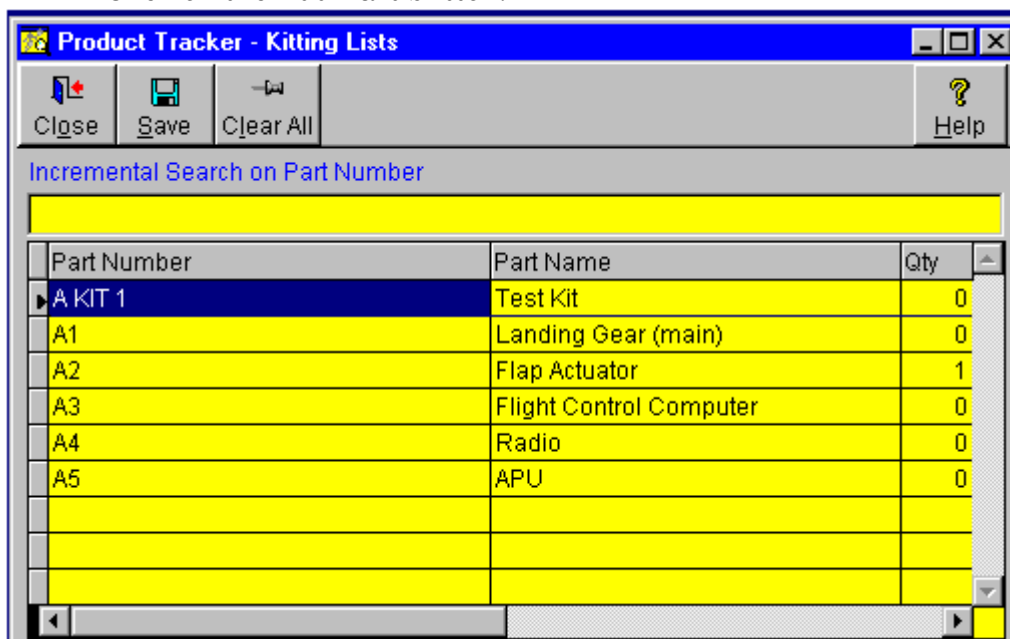 Product Tracker - Kitting Lists
Close Save Clear All Help
Incremental Search on Part Number
Part Number Part Name Qty
A KIT 1 Test Kit 0
A1 Landing Gear (main) 0
A2 Flap Actuator 1
A3 Flight Control Computer 0
A4 Radio 0
A5 APU 0